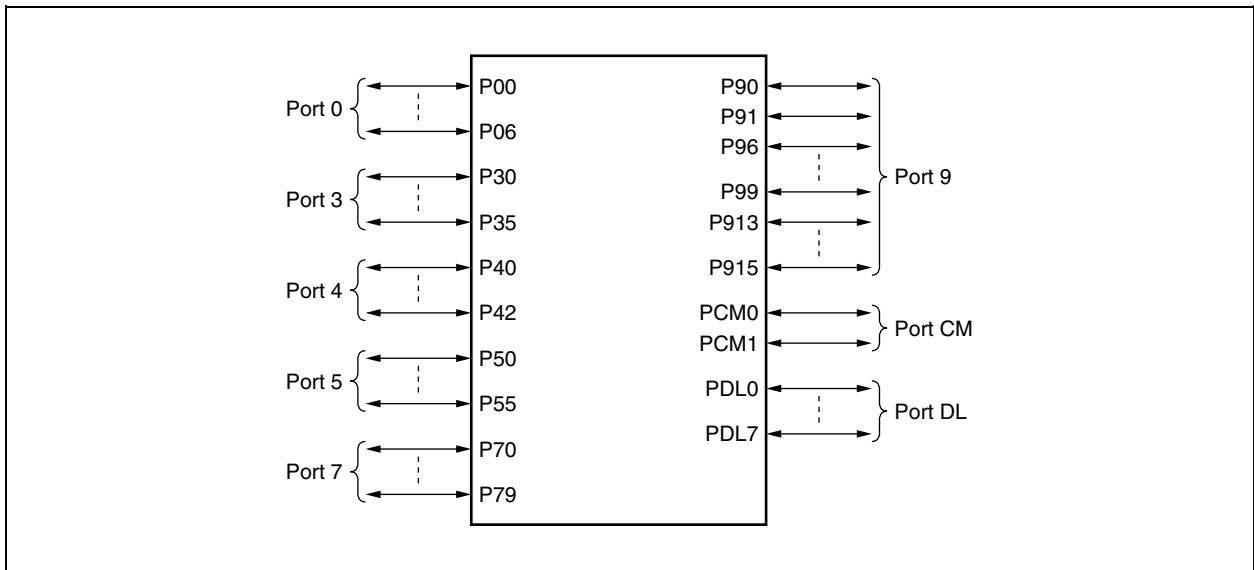 Port 0
P00
P06
Port 3
P30
P35
Port 4
P40
P42
Port 5
P50
P55
Port 7
P70
P79
P90
P91
P96
P99
P913
P915
Port 9
PCM0
PCM1
Port CM
PDL0
PDL7
Port DL